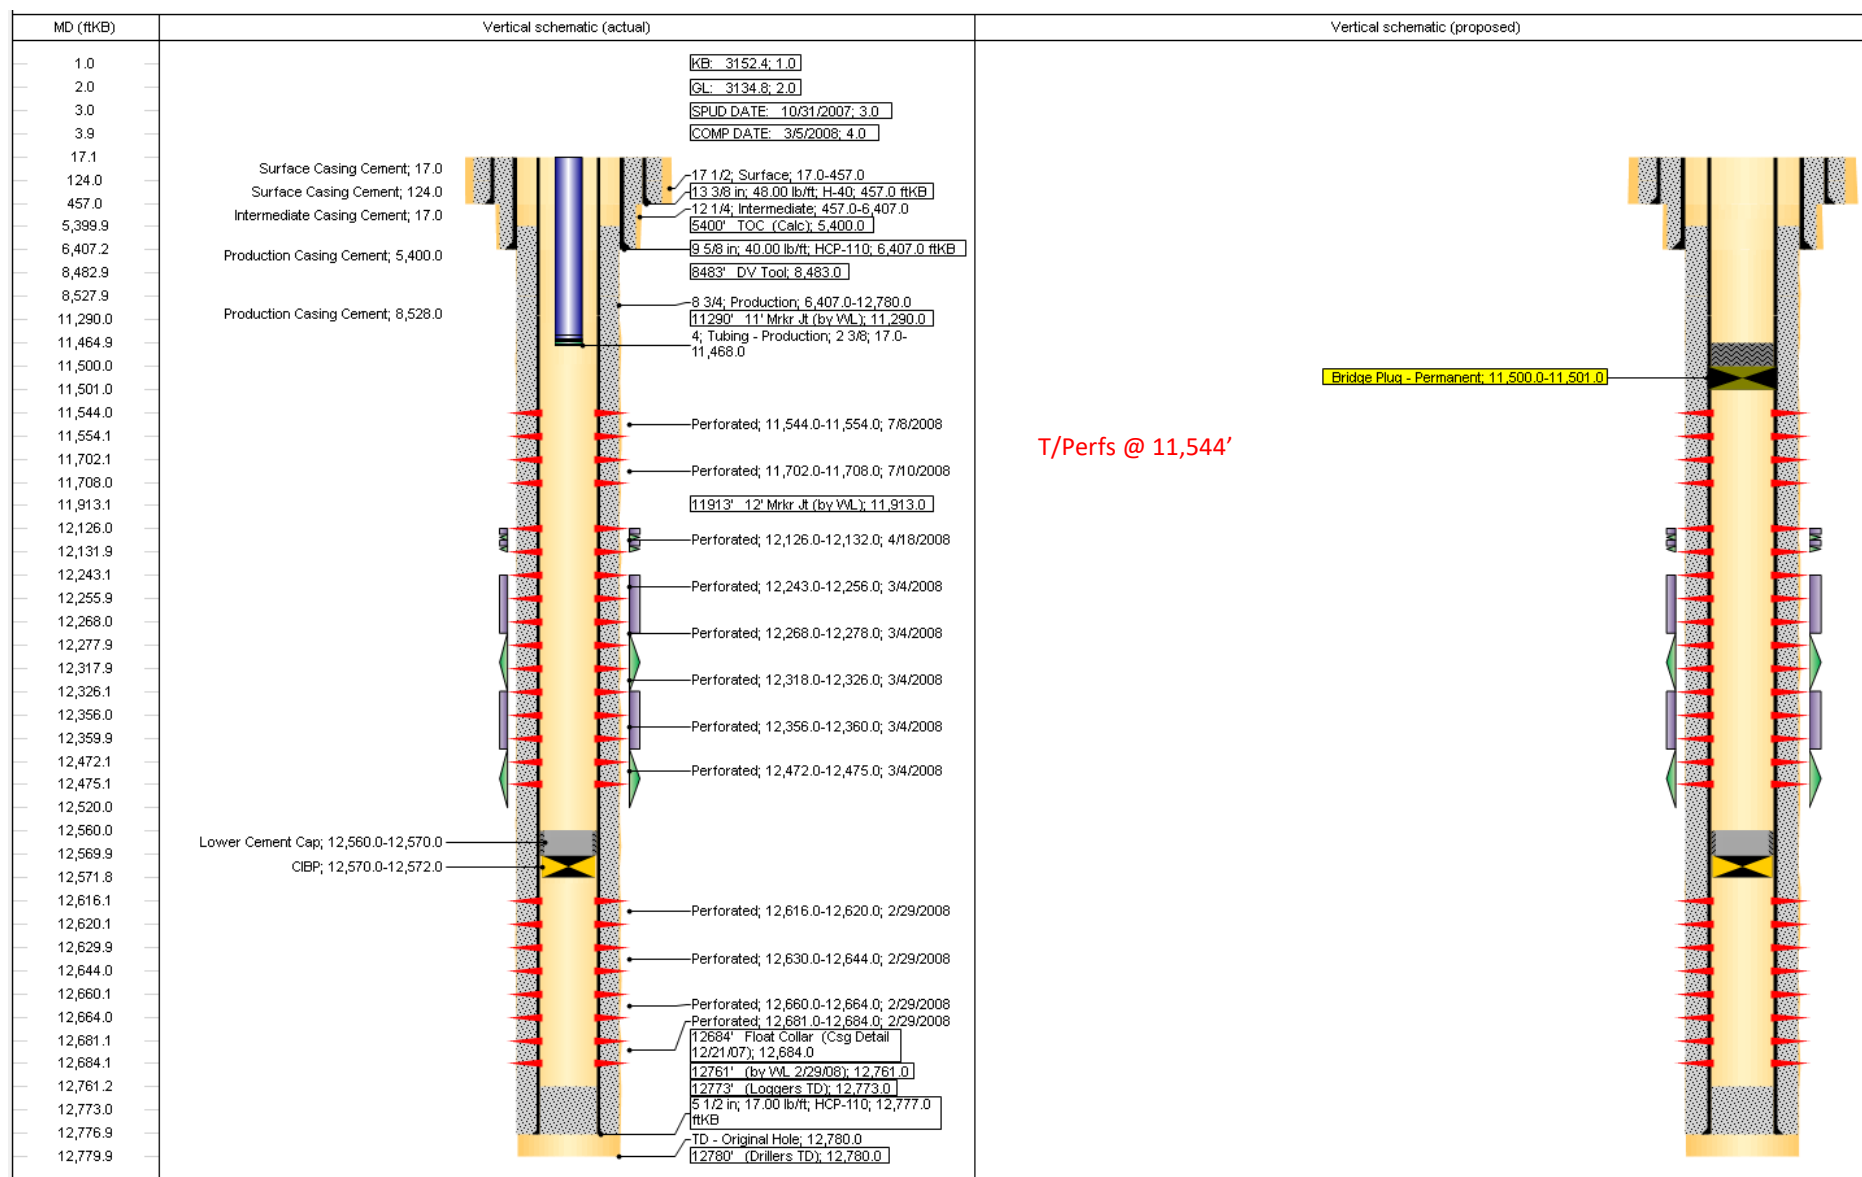 MD (ftKB)
Vertical schematic (actual)
Vertical schematic (proposed)
1.0
2.0
3.0
3.9
17.1
124.0
457.0
5,399.9
6,407.2
8,482.9
8,527.9
11,290.0
11,464.9
11,500.0
11,501.0
11,544.0
11,554.1
11,702.1
11,708.0
11,913.1
12,126.0
12,131.9
12,243.1
12,255.9
12,268.0
12,277.9
12,317.9
12,326.1
12,356.0
12,359.9
12,472.1
12,475.1
12,520.0
12,560.0
12,569.9
12,571.8
12,616.1
12,620.1
12,629.9
12,644.0
12,660.1
12,664.0
12,681.1
12,684.1
12,761.2
12,773.0
12,776.9
12,779.9
Surface Casing Cement; 17.0
Surface Casing Cement; 124.0
Intermediate Casing Cement; 17.0
Production Casing Cement; 5,400.0
Production Casing Cement; 8,528.0
Lower Cement Cap; 12,560.0-12,570.0
CIBP; 12,570.0-12,572.0
KB: 3152.4; 1.0
GL: 3134.8; 2.0
SPUD DATE: 10/31/2007; 3.0
COMP DATE: 3/5/2008; 4.0
17 1/2; Surface; 17.0-457.0
13 3/8 in; 48.00 lb/ft; H-40; 457.0 ftKB
12 1/4; Intermediate; 457.0-6,407.0
5400' TOC (Calc); 5,400.0
9 5/8 in; 40.00 lb/ft; HCP-110; 6,407.0 ftKB
8483' DV Tool; 8,483.0
8 3/4; Production; 6,407.0-12,780.0
11290' 11' Mrkr Jt (by WL); 11,290.0
4; Tubing - Production; 2 3/8; 17.0-
11,468.0
Perforated; 11,544.0-11,554.0; 7/8/2008
Perforated; 11,702.0-11,708.0; 7/10/2008
11913' 12' Mrkr Jt (by WL); 11,913.0
Perforated; 12,126.0-12,132.0; 4/18/2008
Perforated; 12,243.0-12,256.0; 3/4/2008
Perforated; 12,268.0-12,278.0; 3/4/2008
Perforated; 12,318.0-12,326.0; 3/4/2008
Perforated; 12,356.0-12,360.0; 3/4/2008
Perforated; 12,472.0-12,475.0; 3/4/2008
Perforated; 12,616.0-12,620.0; 2/29/2008
Perforated; 12,630.0-12,644.0; 2/29/2008
Perforated; 12,660.0-12,664.0; 2/29/2008
Perforated; 12,681.0-12,684.0; 2/29/2008
12684' Float Collar (Csg Detail
12/21/07); 12,684.0
12761' (by WL 2/29/08); 12,761.0
12773' (Loggers TD); 12,773.0
5 1/2 in; 17.00 lb/ft; HCP-110; 12,777.0
ftKB
TD - Original Hole; 12,780.0
12780' (Drillers TD); 12,780.0
Bridge Plug - Permanent; 11,500.0-11,501.0
T/Perfs @ 11,544’